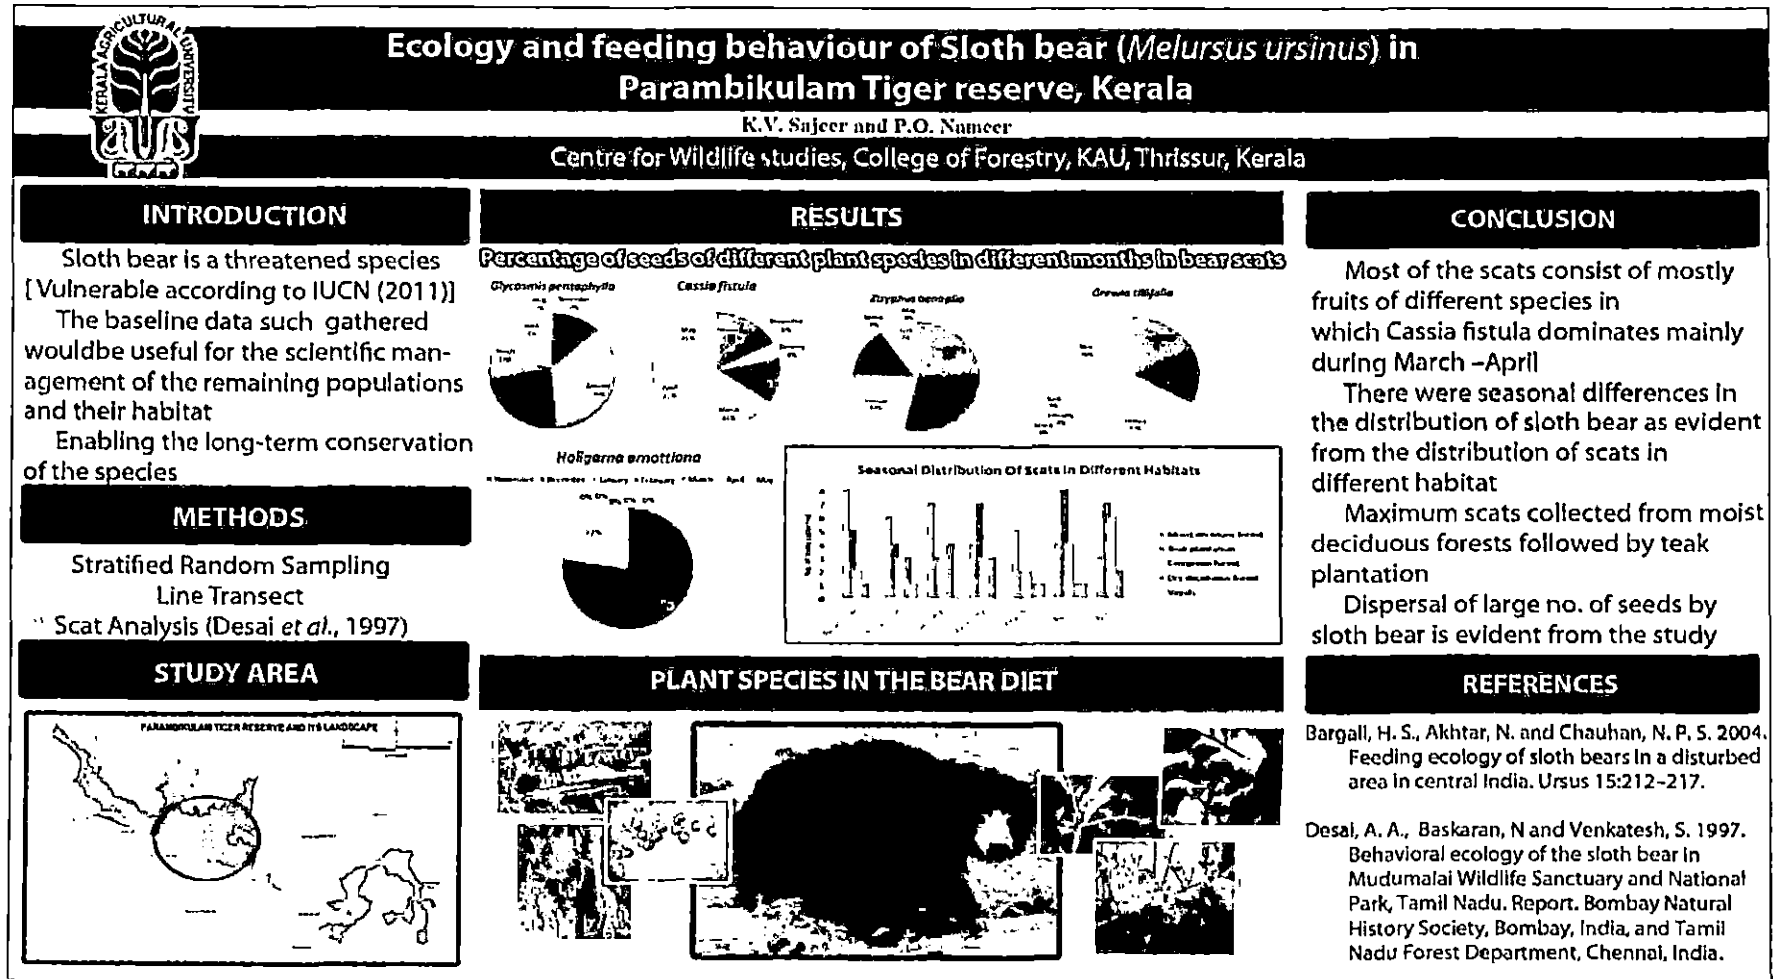 KERALA AGRICULTURAL UNIVERSITY
Ecology and feeding behaviour of Sloth bear (Melursus ursinus) in
Parambikulam Tiger reserve, Kerala
K.V. Sajeer and P.O. Nameer
Centre for Wildlife studies, College of Forestry, KAU, Thrissur, Kerala
INTRODUCTION
Sloth bear is a threatened species
[Vulnerable according to IUCN (2011)]
The baseline data such gathered
wouldbe useful for the scientific man-
agement of the remaining populations
and their habitat
Enabling the long-term conservation
of the species
METHODS
Stratified Random Sampling
Line Transect
Scat Analysis (Desai et al., 1997)
STUDY AREA
PARAMBIKULAM TIGER RESERVE AND ITS LANDSCAPE
RESULTS
Percentage of seeds of different plant species in different months in bear scats
Glycosmis pentaphylla
Cassia fistula
Holigarna arnottiana
Seasonal Distribution Of Scats In Different Habitats
PLANT SPECIES IN THE BEAR DIET
CONCLUSION
Most of the scats consist of mostly
fruits of different species in
which Cassia fistula dominates mainly
during March –April
There were seasonal differences in
the distribution of sloth bear as evident
from the distribution of scats in
different habitat
Maximum scats collected from moist
deciduous forests followed by teak
plantation
Dispersal of large no. of seeds by
sloth bear is evident from the study
REFERENCES
Bargali, H. S., Akhtar, N. and Chauhan, N. P. S. 2004.
Feeding ecology of sloth bears in a disturbed
area in central India. Ursus 15:212–217.
Desai, A. A., Baskaran, N and Venkatesh, S. 1997.
Behavioral ecology of the sloth bear in
Mudumalai Wildlife Sanctuary and National
Park, Tamil Nadu. Report. Bombay Natural
History Society, Bombay, India, and Tamil
Nadu Forest Department, Chennai, India.